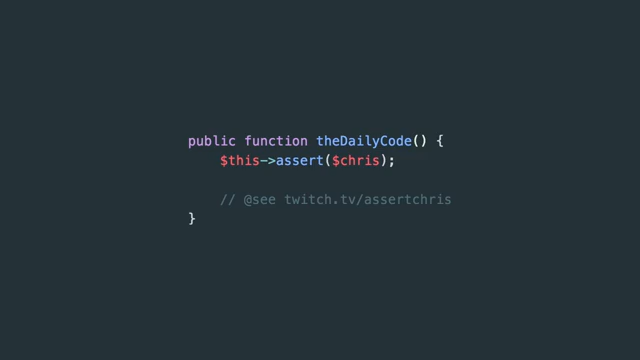 public function theDailyCode() {
    $this->assert($chris);
    // @see twitch.tv/assertchris
}